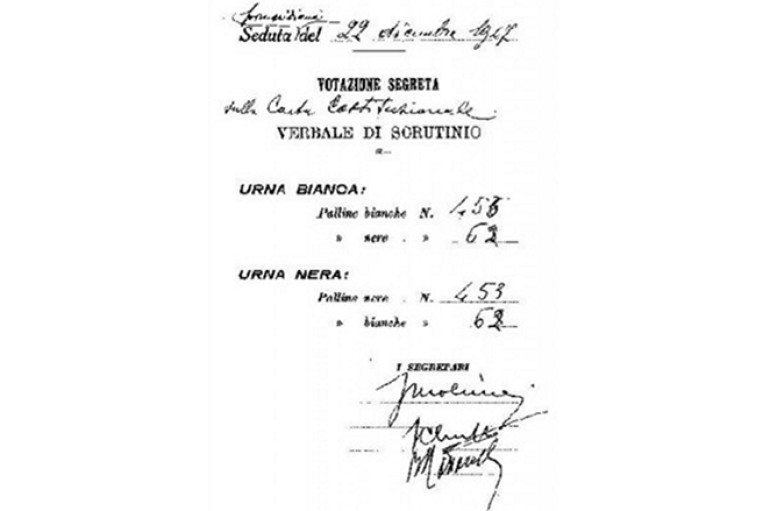 pomeridiana
Seduta del 22 dicembre 1947
VOTAZIONE SEGRETA
sulla Carta Costituzionale
VERBALE DI SCRUTINIO
URNA BIANCA:
Palline bianche N. 453
» nere . » 62
URNA NERA:
Palline nere . N. 453
» bianche » 62
I SEGRETARI